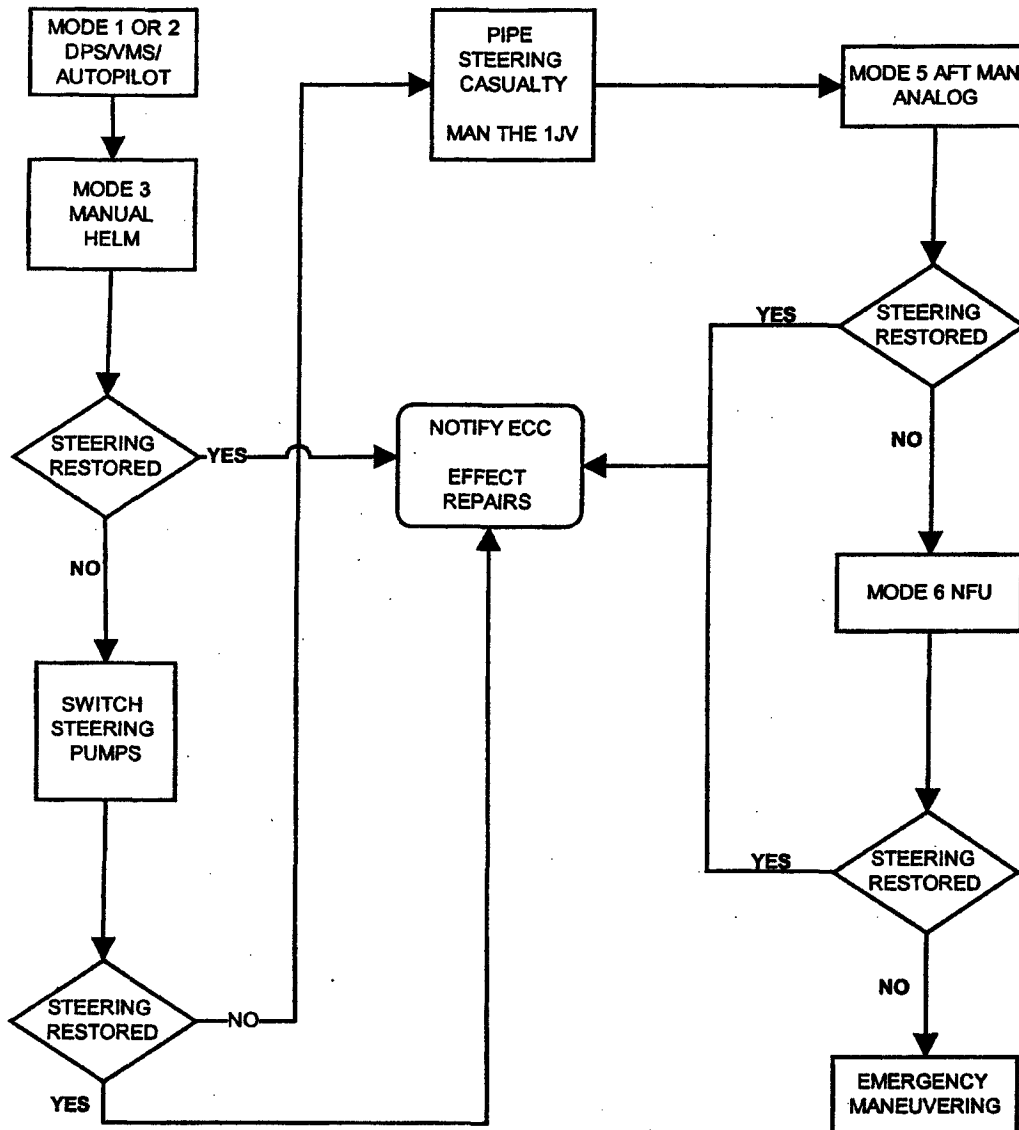 MODE 1 OR 2
DPS/VMS/
AUTOPILOT
MODE 3
MANUAL
HELM
STEERING
RESTORED
YES
NO
SWITCH
STEERING
PUMPS
STEERING
RESTORED
NO
YES
PIPE
STEERING
CASUALTY
MAN THE 1JV
NOTIFY ECC
EFFECT
REPAIRS
MODE 5 AFT MAN
ANALOG
STEERING
RESTORED
YES
NO
MODE 6 NFU
STEERING
RESTORED
YES
NO
EMERGENCY
MANEUVERING